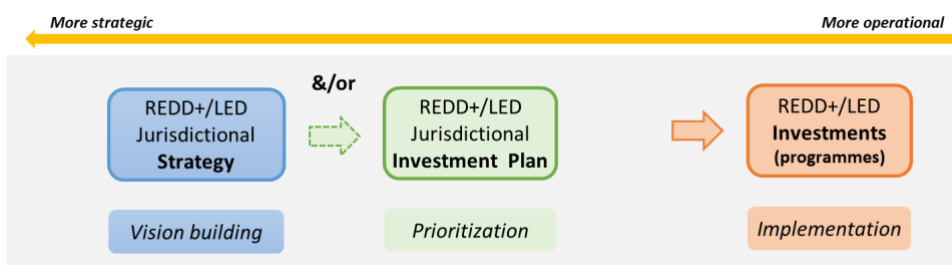 More strategic
More operational
&/or
REDD+/LED
Jurisdictional
Strategy
REDD+/LED
Jurisdictional
Investment Plan
REDD+/LED
Investments
(programmes)
Vision building
Prioritization
Implementation